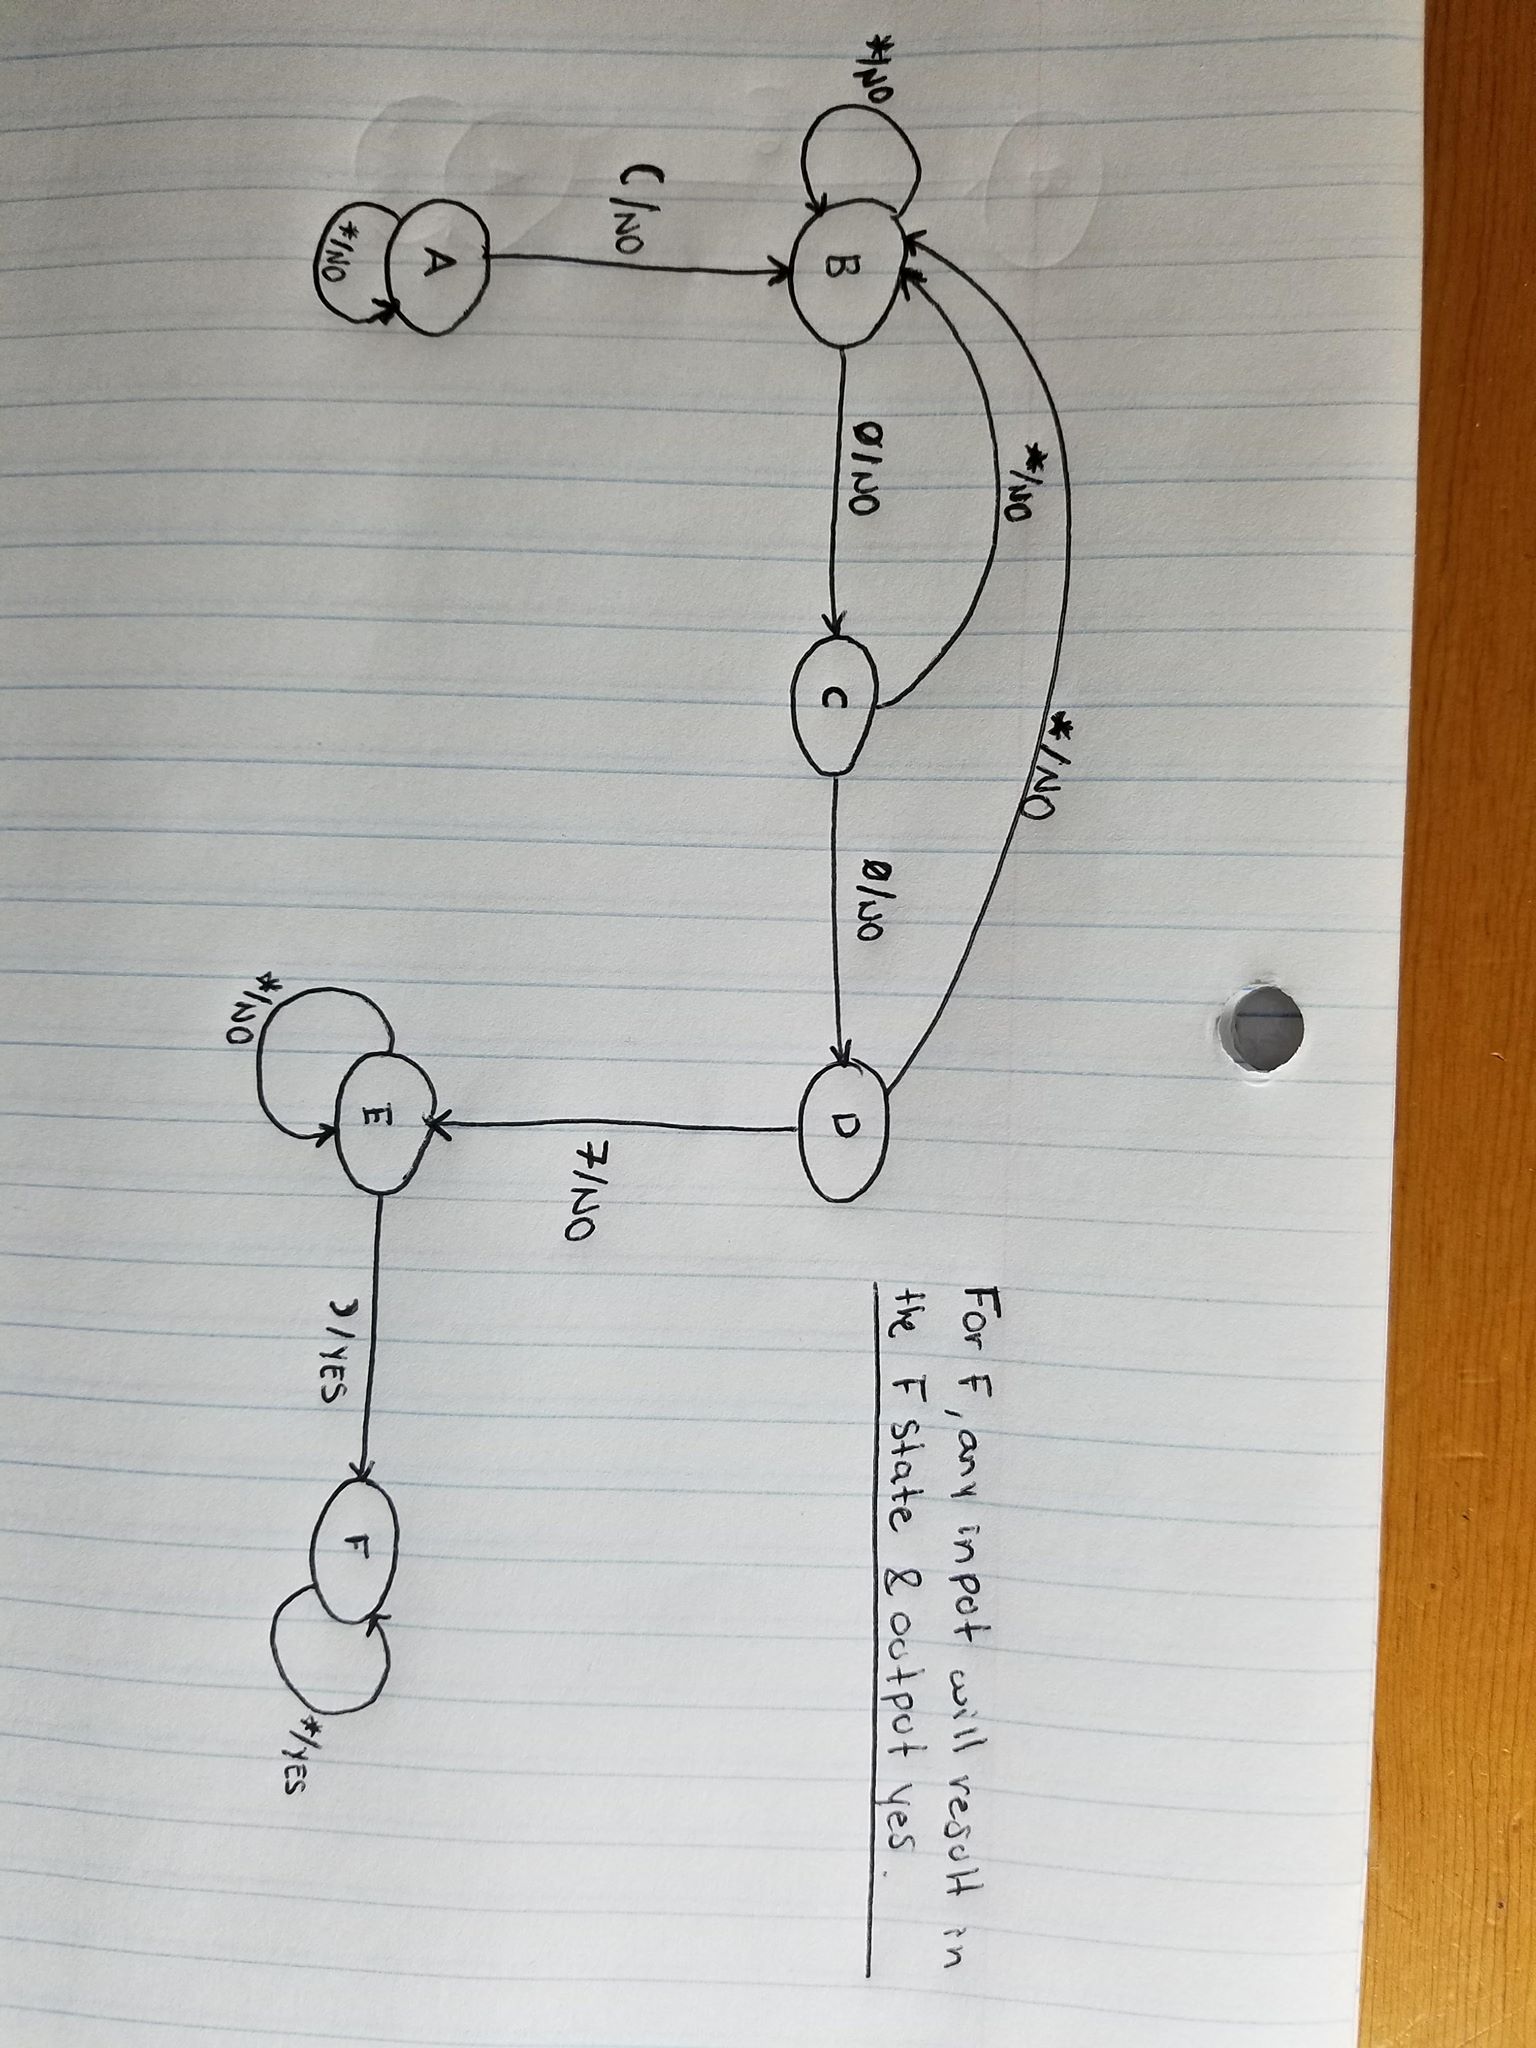 */NO
*/NO
For F, any input will result in
the F state & output yes.
*/NO
B
Ø/NO
C
Ø/NO
D
(/NO
7/NO
A
*/NO
E
)/YES
F
*/YES
*/NO